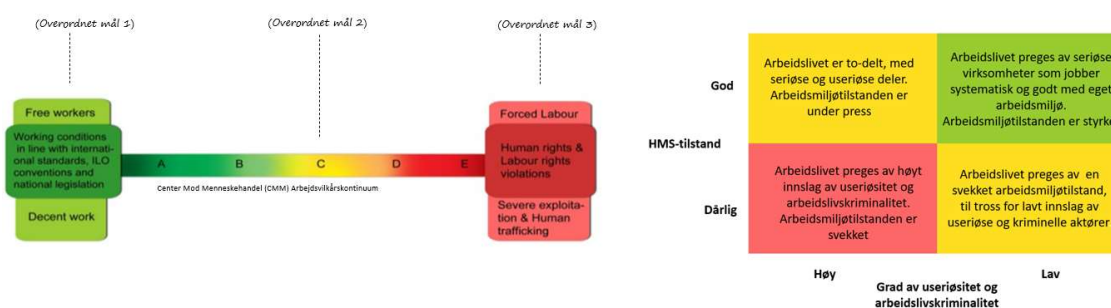 (Overordnet mål 1)
(Overordnet mål 2)
(Overordnet mål 3)
Free workers
Working conditions
in line with internati-
onal standards, ILO
conventions and
national legislation
Decent work
A B C D E
Center Mod Menneskehandel (CMM) Arbejdsvilkårskontinuum
Forced Labour
Human rights &
Labour rights
violations
Severe exploita-
tion & Human
trafficking
HMS-tilstand
God
Arbeidslivet er to-delt, med
seriøse og useriøse deler.
Arbeidsmiljøtilstanden er
under press
Arbeidslivet preges av seriøse
virksomheter som jobber
systematisk og godt med eget
arbeidsmiljø.
Arbeidsmiljøtilstanden er styrke
Dårlig
Arbeidslivet preges av høyt
innslag av useriøsitet og
arbeidslivskriminalitet.
Arbeidsmiljøtilstanden er
svekket
Arbeidslivet preges av en
svekket arbeidsmiljøtilstand,
til tross for lavt innslag av
useriøse og kriminelle aktører
Høy
Lav
Grad av useriøsitet og
arbeidslivskriminalitet